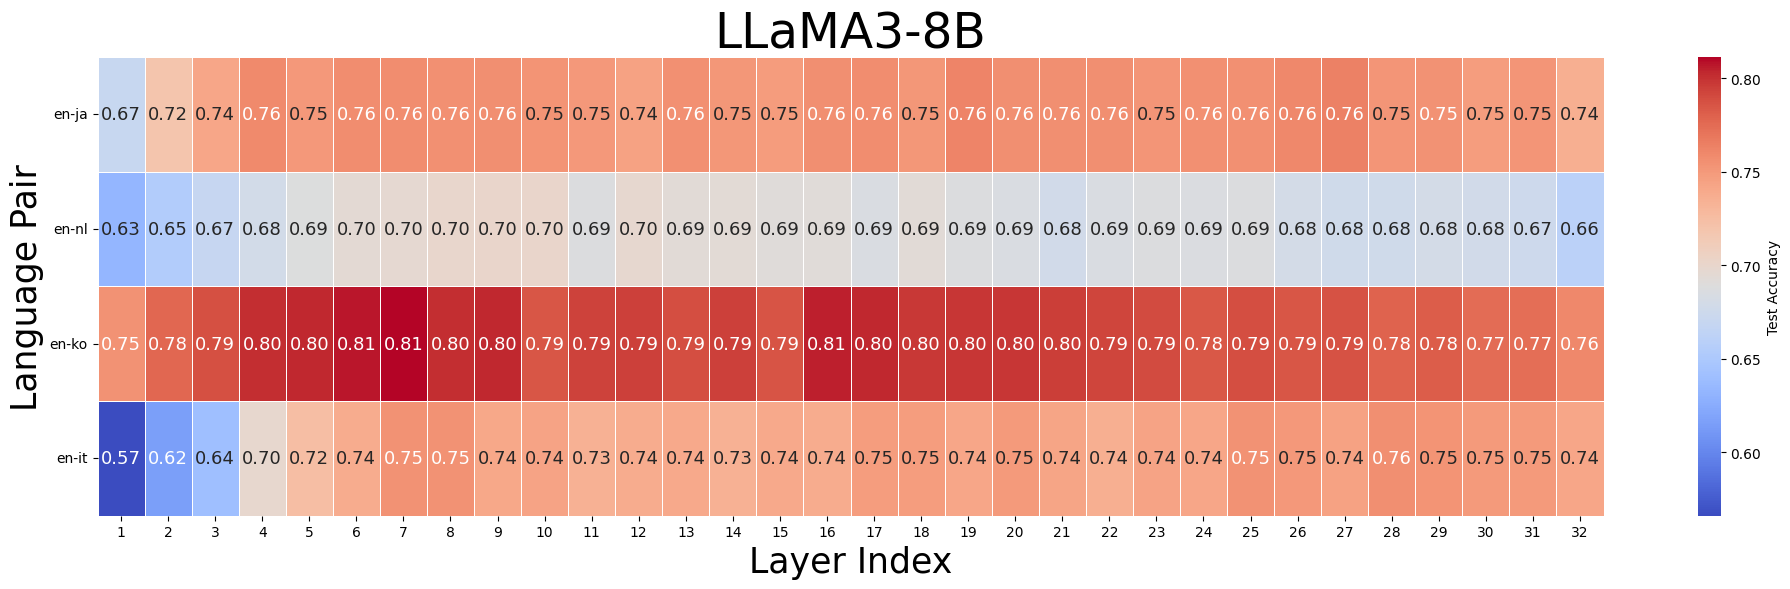 LLaMA3-8B
en-ja 0.67 0.72 0.74 0.76 0.75 0.76 0.76 0.76 0.76 0.75 0.75 0.74 0.76 0.75 0.75 0.76 0.76 0.75 0.76 0.76 0.76 0.76 0.75 0.76 0.76 0.76 0.76 0.75 0.75 0.75 0.75 0.74
en-nl 0.63 0.65 0.67 0.68 0.69 0.70 0.70 0.70 0.70 0.70 0.69 0.70 0.69 0.69 0.69 0.69 0.69 0.69 0.69 0.69 0.68 0.69 0.69 0.69 0.69 0.68 0.68 0.68 0.68 0.68 0.67 0.66
en-ko 0.75 0.78 0.79 0.80 0.80 0.81 0.81 0.80 0.80 0.79 0.79 0.79 0.79 0.79 0.79 0.81 0.80 0.80 0.80 0.80 0.80 0.79 0.79 0.78 0.79 0.79 0.79 0.78 0.78 0.77 0.77 0.76
en-it 0.57 0.62 0.64 0.70 0.72 0.74 0.75 0.75 0.74 0.74 0.73 0.74 0.74 0.73 0.74 0.74 0.75 0.75 0.74 0.75 0.74 0.74 0.74 0.74 0.75 0.75 0.74 0.76 0.75 0.75 0.75 0.74
1 2 3 4 5 6 7 8 9 10 11 12 13 14 15 16 17 18 19 20 21 22 23 24 25 26 27 28 29 30 31 32
Layer Index
Language Pair
0.80
0.75
0.70
0.65
0.60
Test Accuracy